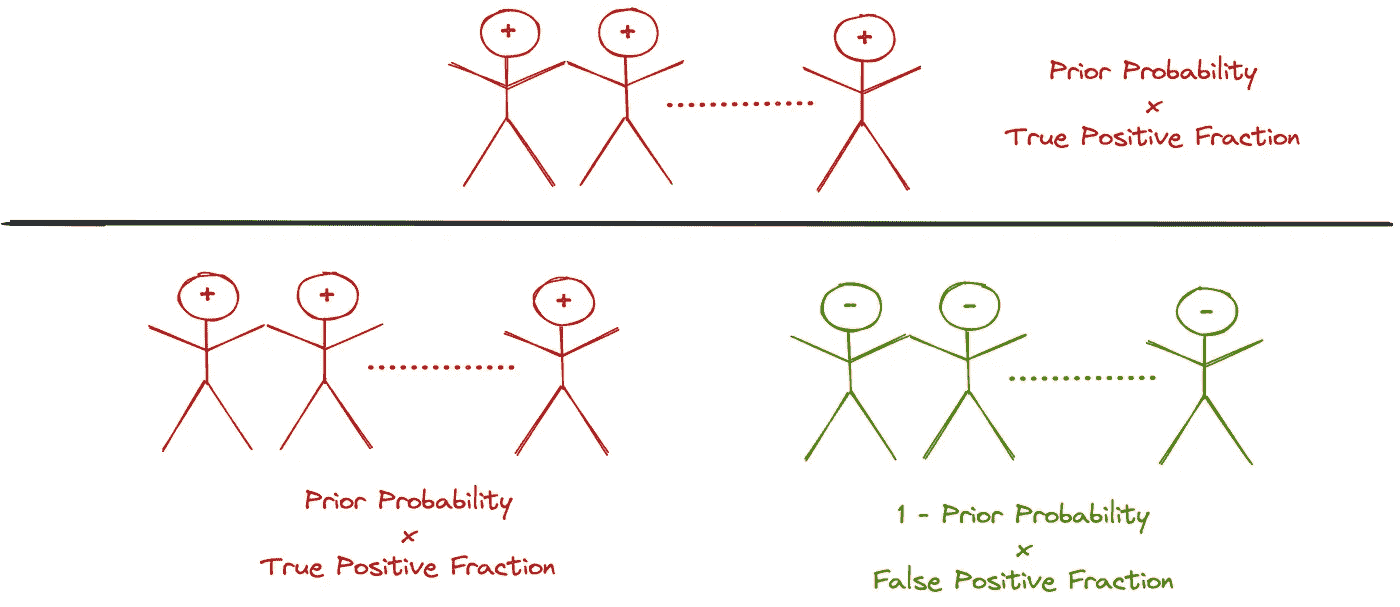 + + +
Prior Probability
x
True Positive Fraction
+ + +
- - -
Prior Probability
x
True Positive Fraction
1 - Prior Probability
x
False Positive Fraction